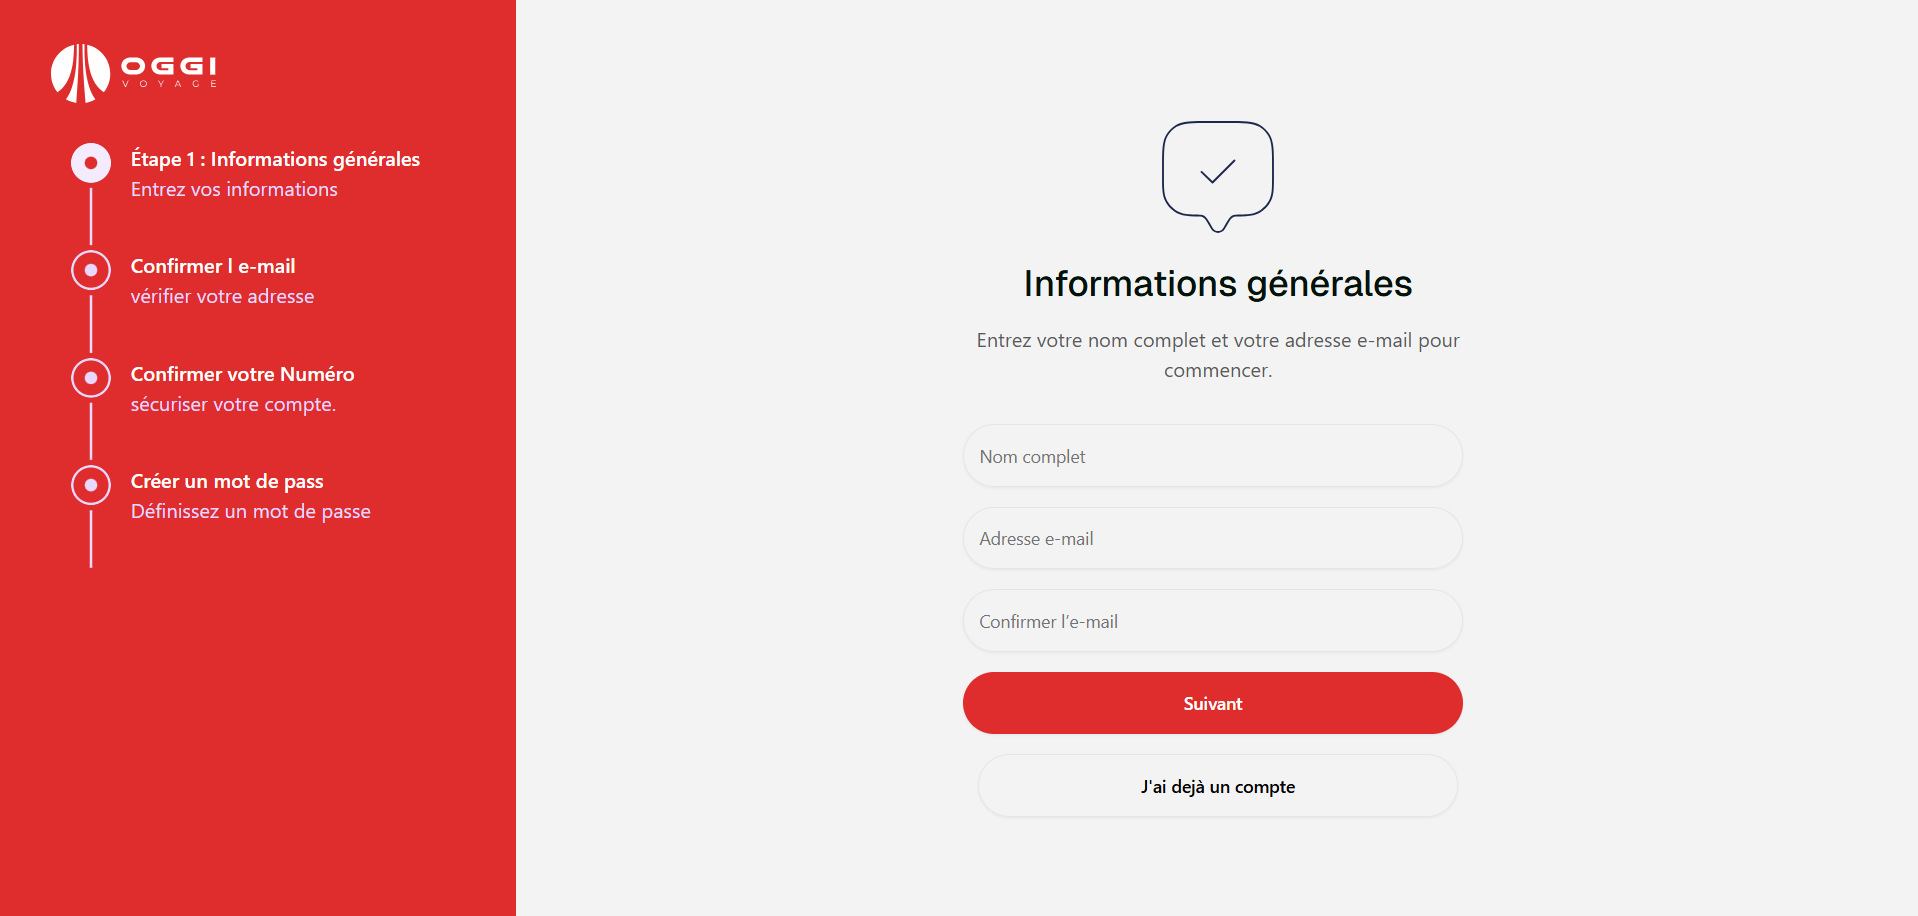 OGGI
VOYAGE
Étape 1 : Informations générales
Entrez vos informations
Confirmer l e-mail
vérifier votre adresse
Confirmer votre Numéro
sécuriser votre compte.
Créer un mot de pass
Définissez un mot de passe
Informations générales
Entrez votre nom complet et votre adresse e-mail pour
commencer.
Nom complet
Adresse e-mail
Confirmer l'e-mail
Suivant
J'ai dejà un compte